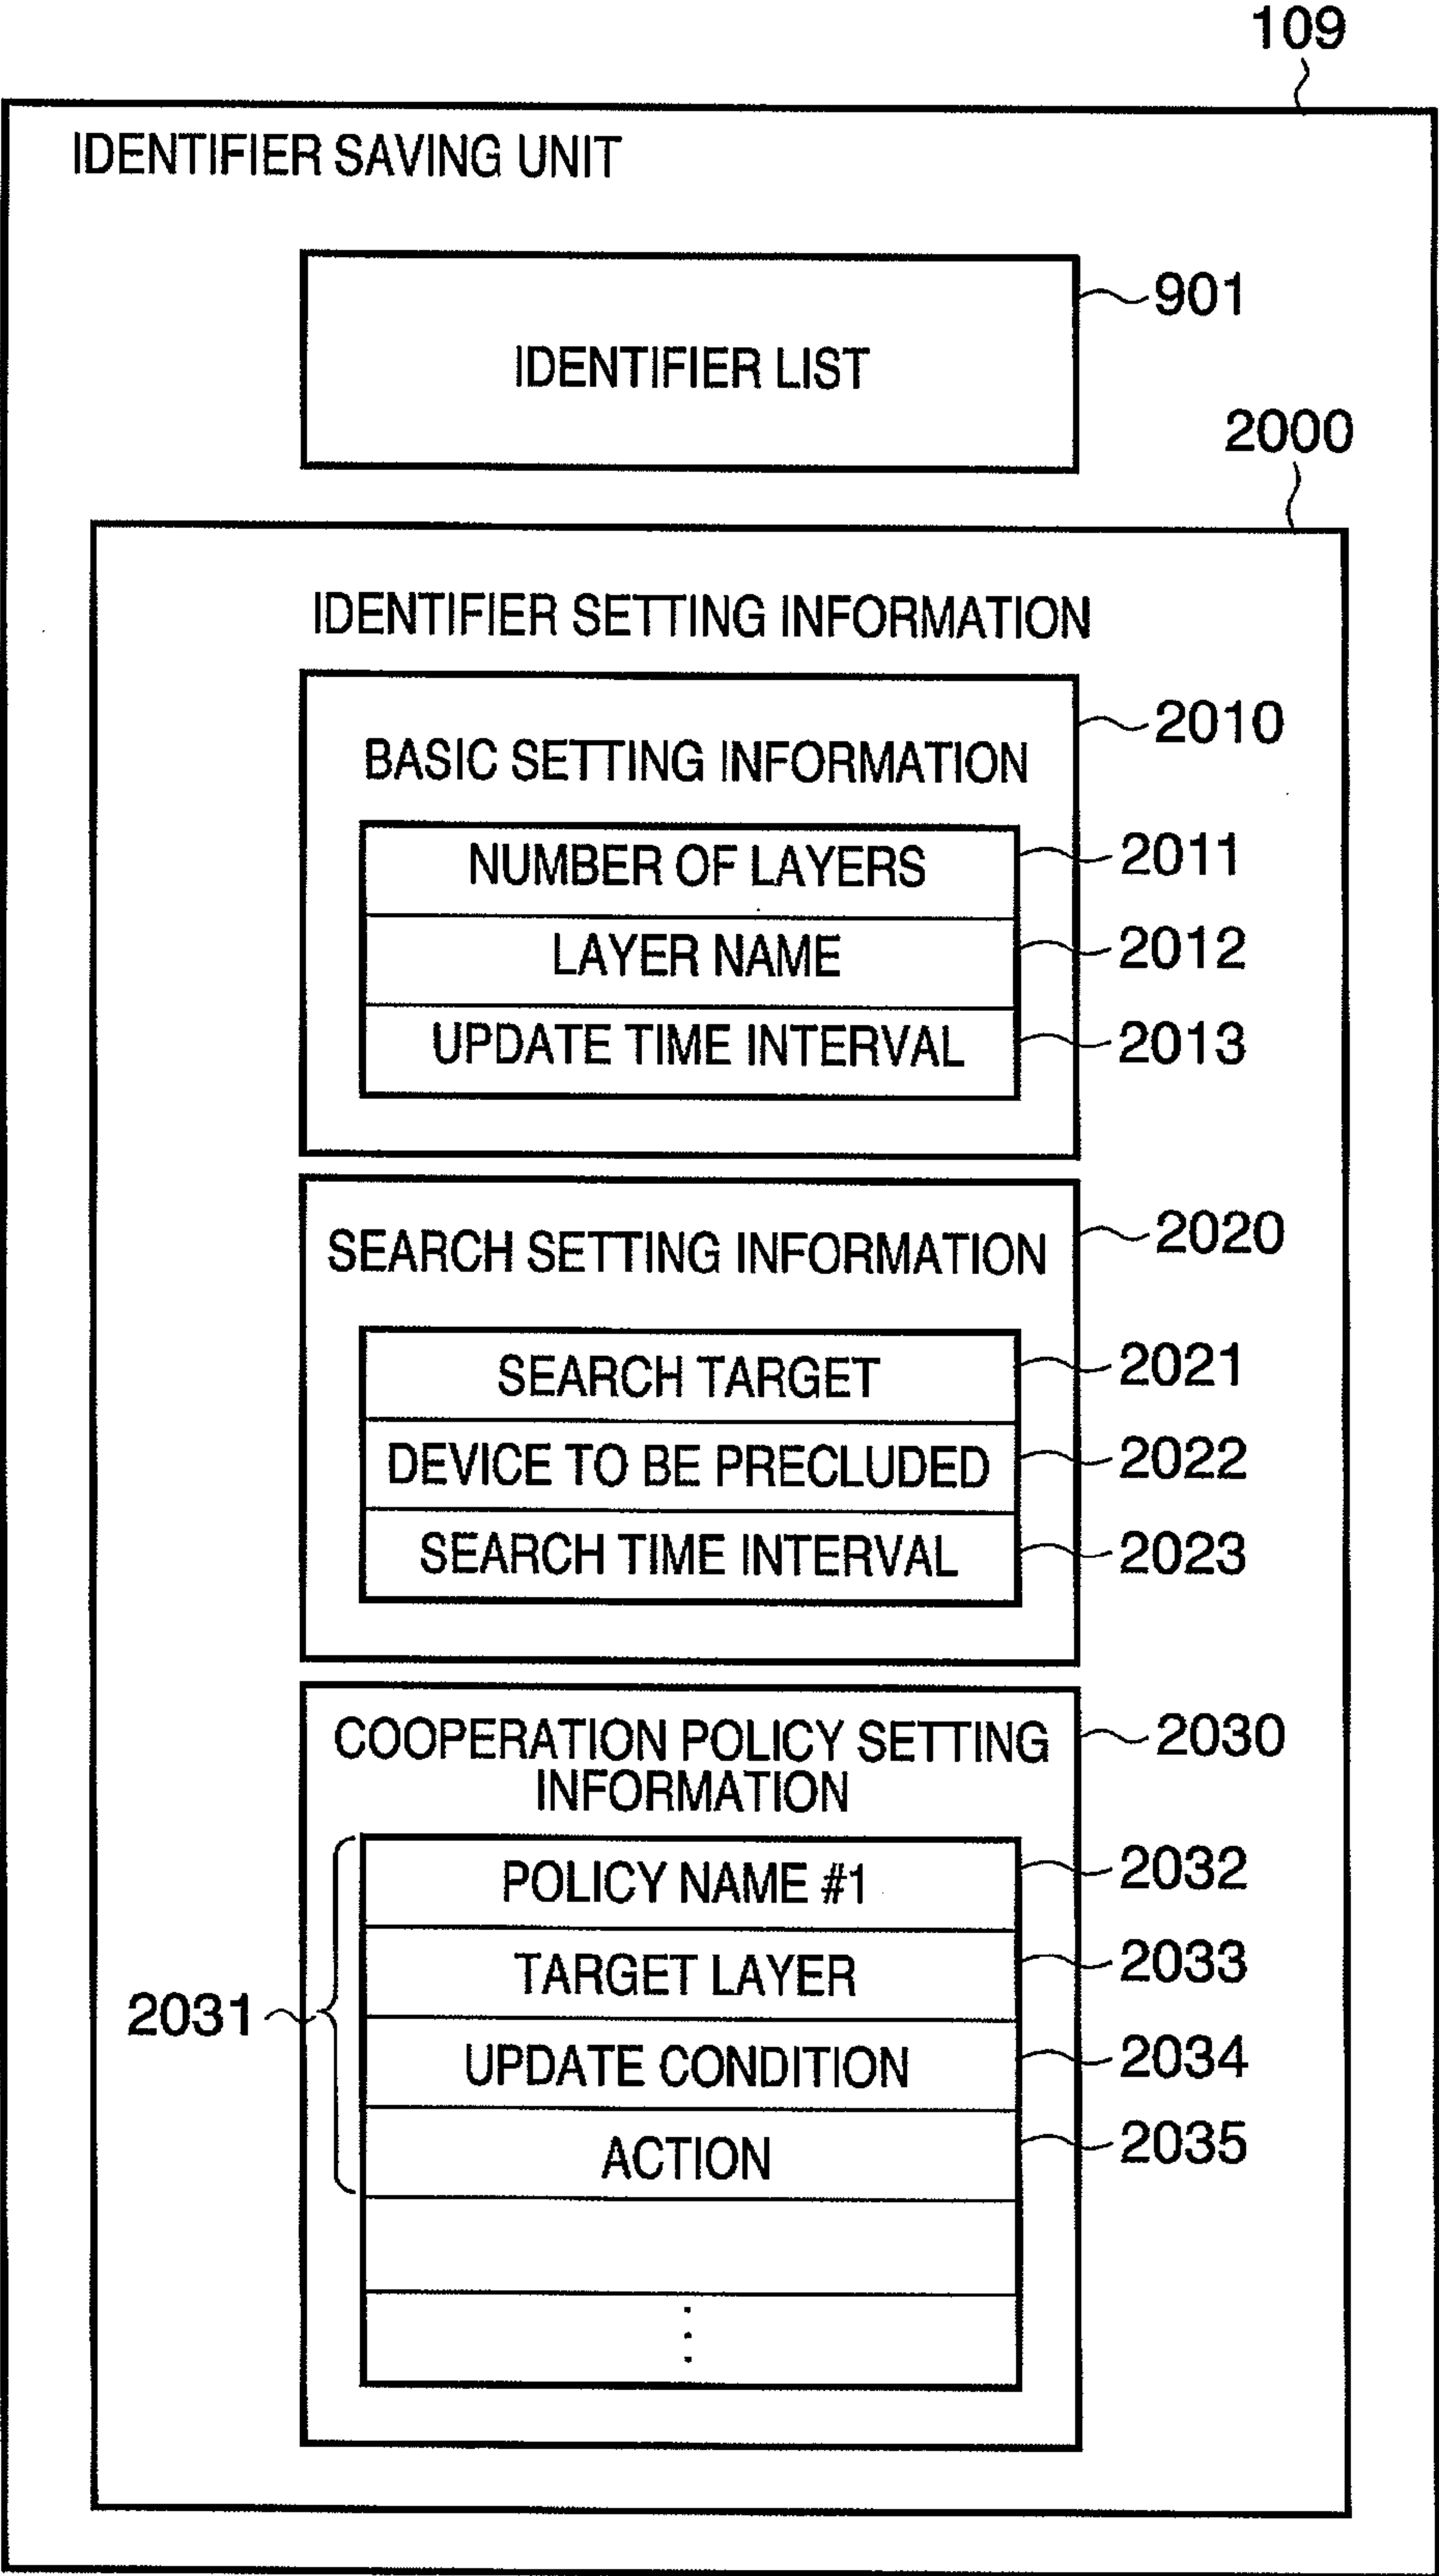 109
IDENTIFIER SAVING UNIT
901
IDENTIFIER LIST
2000
IDENTIFIER SETTING INFORMATION
2010
BASIC SETTING INFORMATION
NUMBER OF LAYERS 2011
LAYER NAME 2012
UPDATE TIME INTERVAL 2013
SEARCH SETTING INFORMATION 2020
SEARCH TARGET 2021
DEVICE TO BE PRECLUDED 2022
SEARCH TIME INTERVAL 2023
COOPERATION POLICY SETTING 2030
INFORMATION
POLICY NAME #1 2032
TARGET LAYER 2033
2031
UPDATE CONDITION 2034
ACTION 2035